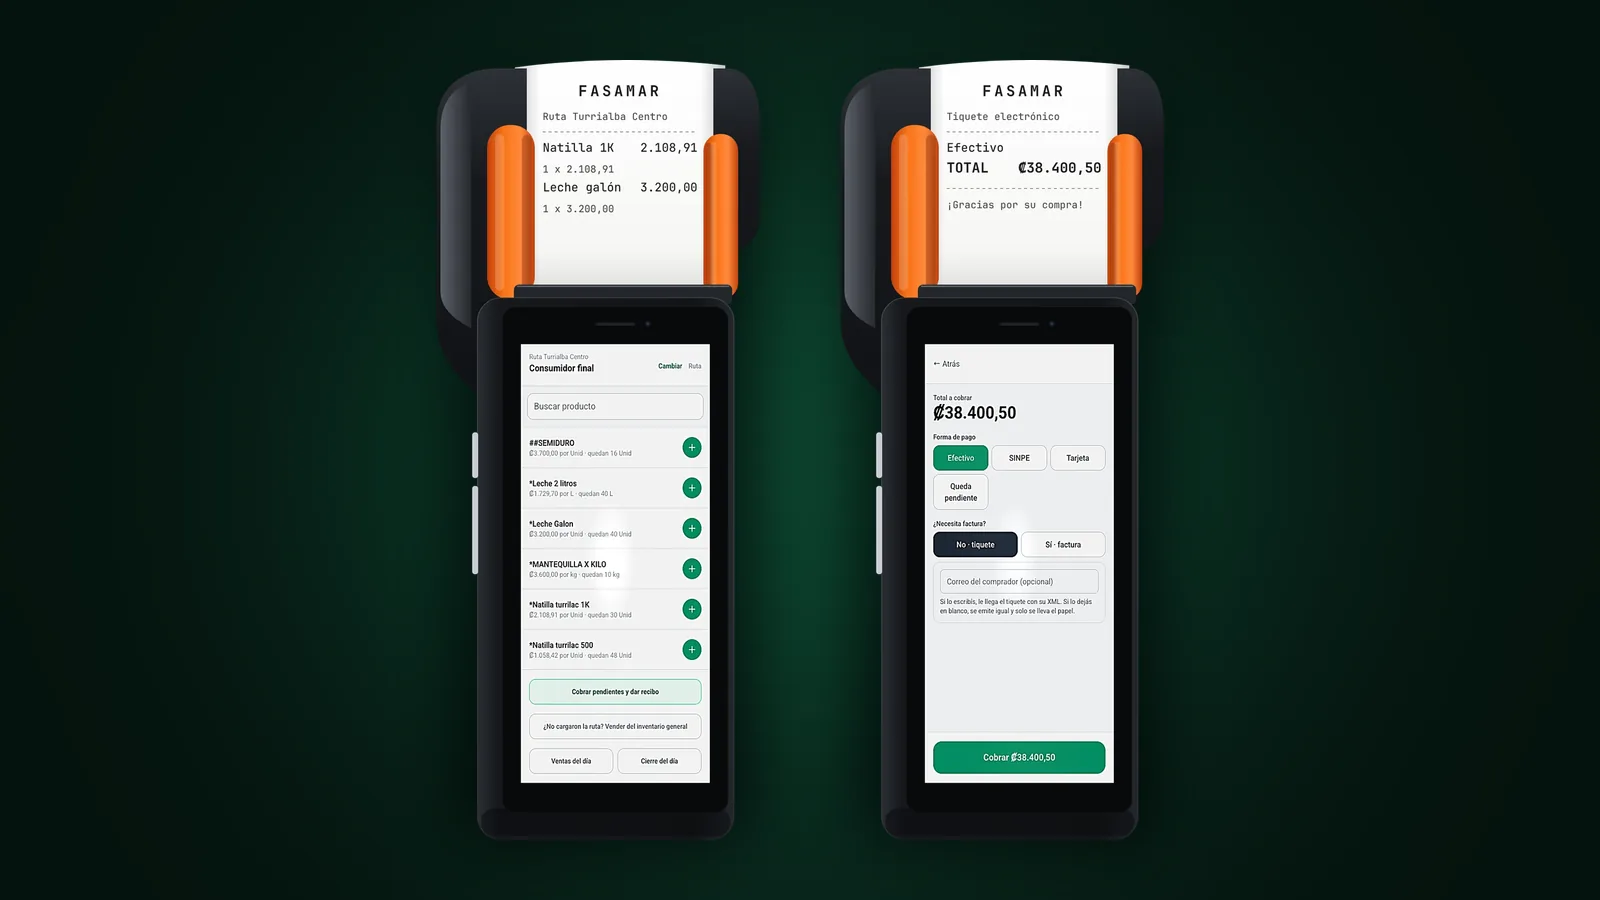 FASAMAR
Ruta Turrialba Centro
Natilla 1K 2.108,91
1 x 2.108,91
Leche galón 3.200,00
1 x 3.200,00
Ruta Turrialba Centro
Consumidor final
Cambiar Ruta
Buscar producto
##SEMIDURO
₡3.700,00 por Unid · quedan 16 Unid
+
*Leche 2 litros
₡1.729,70 por L · quedan 40 L
+
*Leche Galon
₡3.200,00 por Unid · quedan 40 Unid
+
*MANTEQUILLA X KILO
₡3.600,00 por kg · quedan 10 kg
+
*Natilla turrilac 1K
₡2.108,91 por Unid · quedan 30 Unid
+
*Natilla turrilac 500
₡1.058,42 por Unid · quedan 48 Unid
+
Cobrar pendientes y dar recibo
¿No cargaron la ruta? Vender del inventario general
Ventas del día
Cierre del día
FASAMAR
Tiquete electrónico
Efectivo
TOTAL ₡38.400,50
¡Gracias por su compra!
← Atrás
Total a cobrar
₡38.400,50
Forma de pago
Efectivo
SINPE
Tarjeta
Queda
pendiente
¿Necesita factura?
No · tiquete
Sí · factura
Correo del comprador (opcional)
Si lo escribís, le llega el tiquete con su XML. Si lo dejás
en blanco, se emite igual y solo se lleva el papel.
Cobrar ₡38.400,50